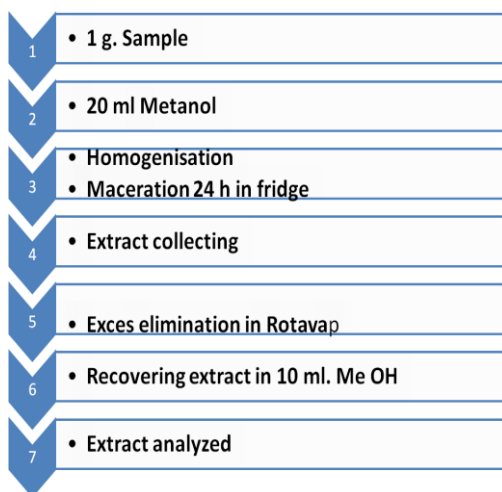 1 • 1 g. Sample
2 • 20 ml Metanol
• Homogenisation
3 • Maceration 24 h in fridge
4 • Extract collecting
5 • Exces elimination in Rotavap
6 • Recovering extract in 10 ml. Me OH
7 • Extract analyzed